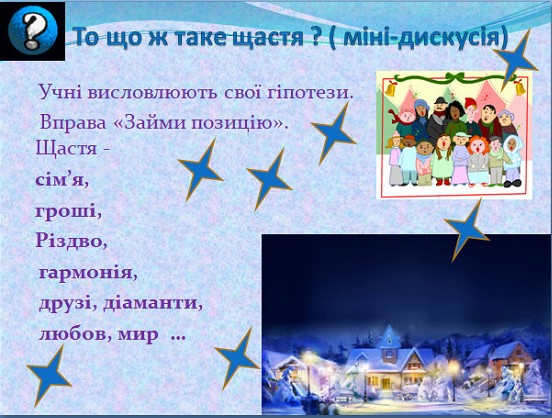 То що ж таке щастя ? ( міні-дискусія)
Учні висловлюють свої гіпотези.
Вправа «Займи позицію».
Щастя -
сім’я,
гроші,
Різдво,
гармонія,
друзі, діаманти,
любов, мир ...